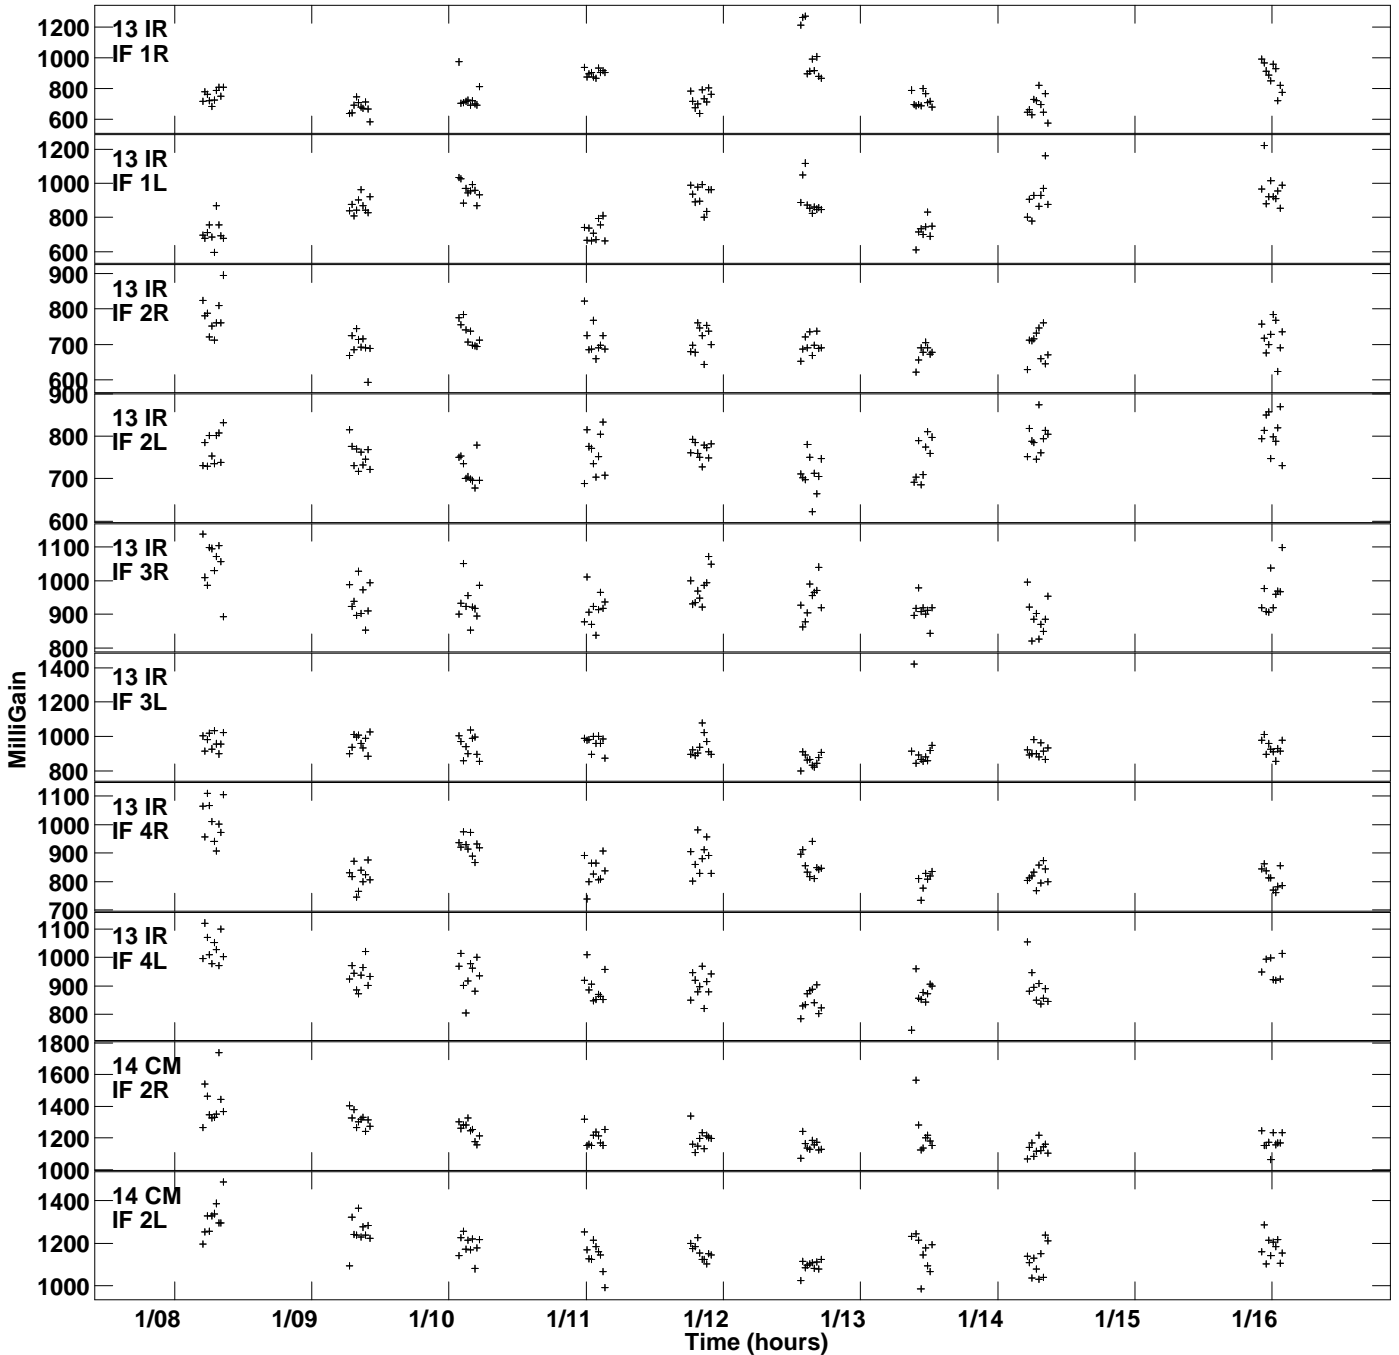 13 IR
IF 1R
1200
1000
800
600
13 IR
IF 1L
1200
1000
800
600
13 IR
IF 2R
900
800
700
600
13 IR
IF 2L
900
800
700
600
13 IR
IF 3R
1100
1000
900
800
13 IR
IF 3L
1400
1200
1000
800
13 IR
IF 4R
1100
1000
900
800
700
13 IR
IF 4L
1100
1000
900
800
14 CM
IF 2R
1800
1600
1400
1200
1000
14 CM
IF 2L
1400
1200
1000
MilliGain
1/08 1/09 1/10 1/11 1/12 1/13 1/14 1/15 1/16
Time (hours)